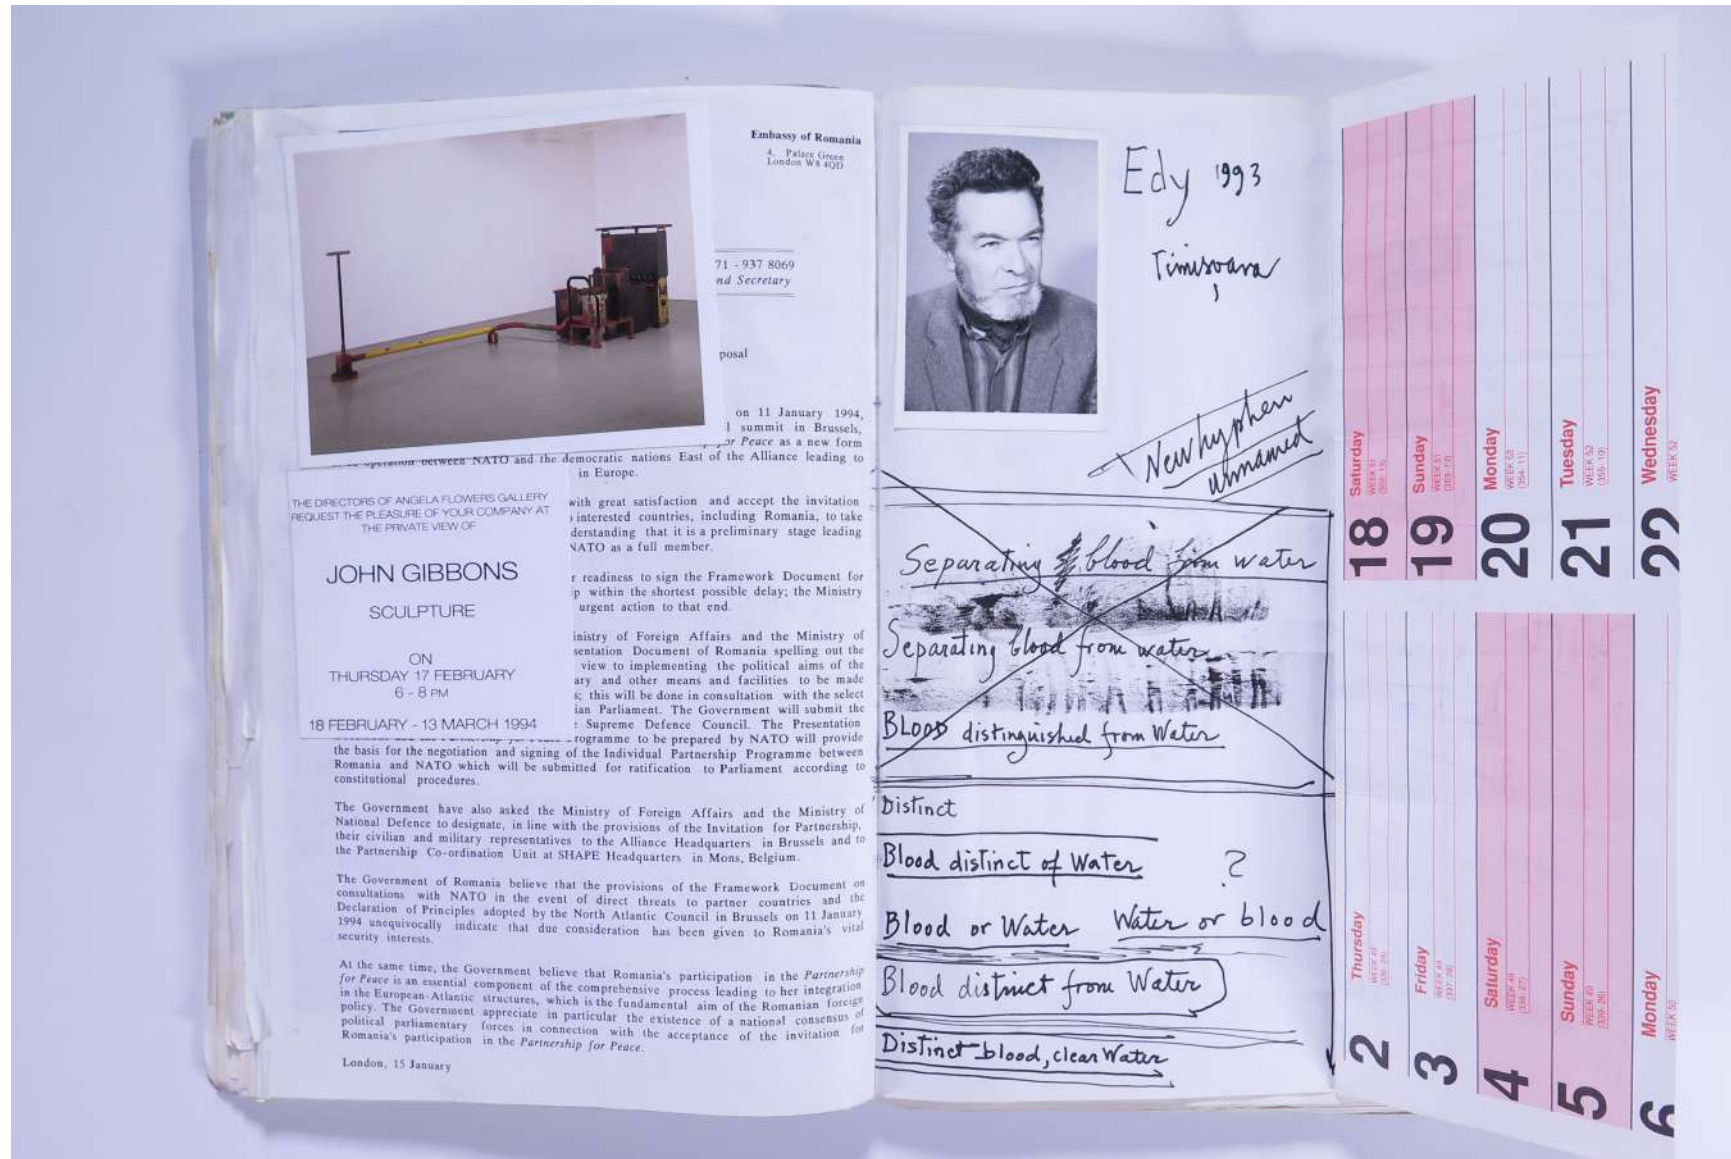 Embassy of Romania
4, Palace Green
London W8 4QD
71 - 937 8069
nd Secretary
posal
on 11 January 1994,
l summit in Brussels,
or Peace as a new form
operation between NATO and the democratic nations East of the Alliance leading to
in Europe.
with great satisfaction and accept the invitation
interested countries, including Romania, to take
derstanding that it is a preliminary stage leading
NATO as a full member.
r readiness to sign the Framework Document for
p within the shortest possible delay; the Ministry
urgent action to that end.
inistry of Foreign Affairs and the Ministry of
sentation Document of Romania spelling out the
view to implementing the political aims of the
ary and other means and facilities to be made
s; this will be done in consultation with the select
ian Parliament. The Government will submit the
Supreme Defence Council. The Presentation
rogramme to be prepared by NATO will provide
the basis for the negotiation and signing of the Individual Partnership Programme between
Romania and NATO which will be submitted for ratification to Parliament according to
constitutional procedures.
The Government have also asked the Ministry of Foreign Affairs and the Ministry of
National Defence to designate, in line with the provisions of the Invitation for Partnership,
their civilian and military representatives to the Alliance Headquarters in Brussels and to
the Partnership Co-ordination Unit at SHAPE Headquarters in Mons, Belgium.
The Government of Romania believe that the provisions of the Framework Document on
consultations with NATO in the event of direct threats to partner countries and the
Declaration of Principles adopted by the North Atlantic Council in Brussels on 11 January
1994 unequivocally indicate that due consideration has been given to Romania's vital
security interests.
At the same time, the Government believe that Romania's participation in the Partnership
for Peace is an essential component of the comprehensive process leading to her integration
in the European-Atlantic structures, which is the fundamental aim of the Romanian foreign
policy. The Government appreciate in particular the existence of a national consensus of
political parliamentary forces in connection with the acceptance of the invitation for
Romania's participation in the Partnership for Peace.
London, 15 January
THE DIRECTORS OF ANGELA FLOWERS GALLERY
REQUEST THE PLEASURE OF YOUR COMPANY AT
THE PRIVATE VIEW OF
JOHN GIBBONS
SCULPTURE
ON
THURSDAY 17 FEBRUARY
6 - 8 PM
18 FEBRUARY - 13 MARCH 1994
Edy 1993
Timisoara
New hyphen
unnamed
Separating blood from water
Separating blood from water
BLOOD distinguished from Water
Distinct
Blood distinct of Water ?
Blood or Water Water or blood
Blood distinct from Water
Distinct blood, clear Water
18 Saturday
WEEK 51
19 Sunday
WEEK 51
20 Monday
WEEK 52
(354-11)
21 Tuesday
WEEK 52
(355-10)
22 Wednesday
WEEK 52
2 Thursday
3 Friday
4 Saturday
5 Sunday
6 Monday
WEEK 50